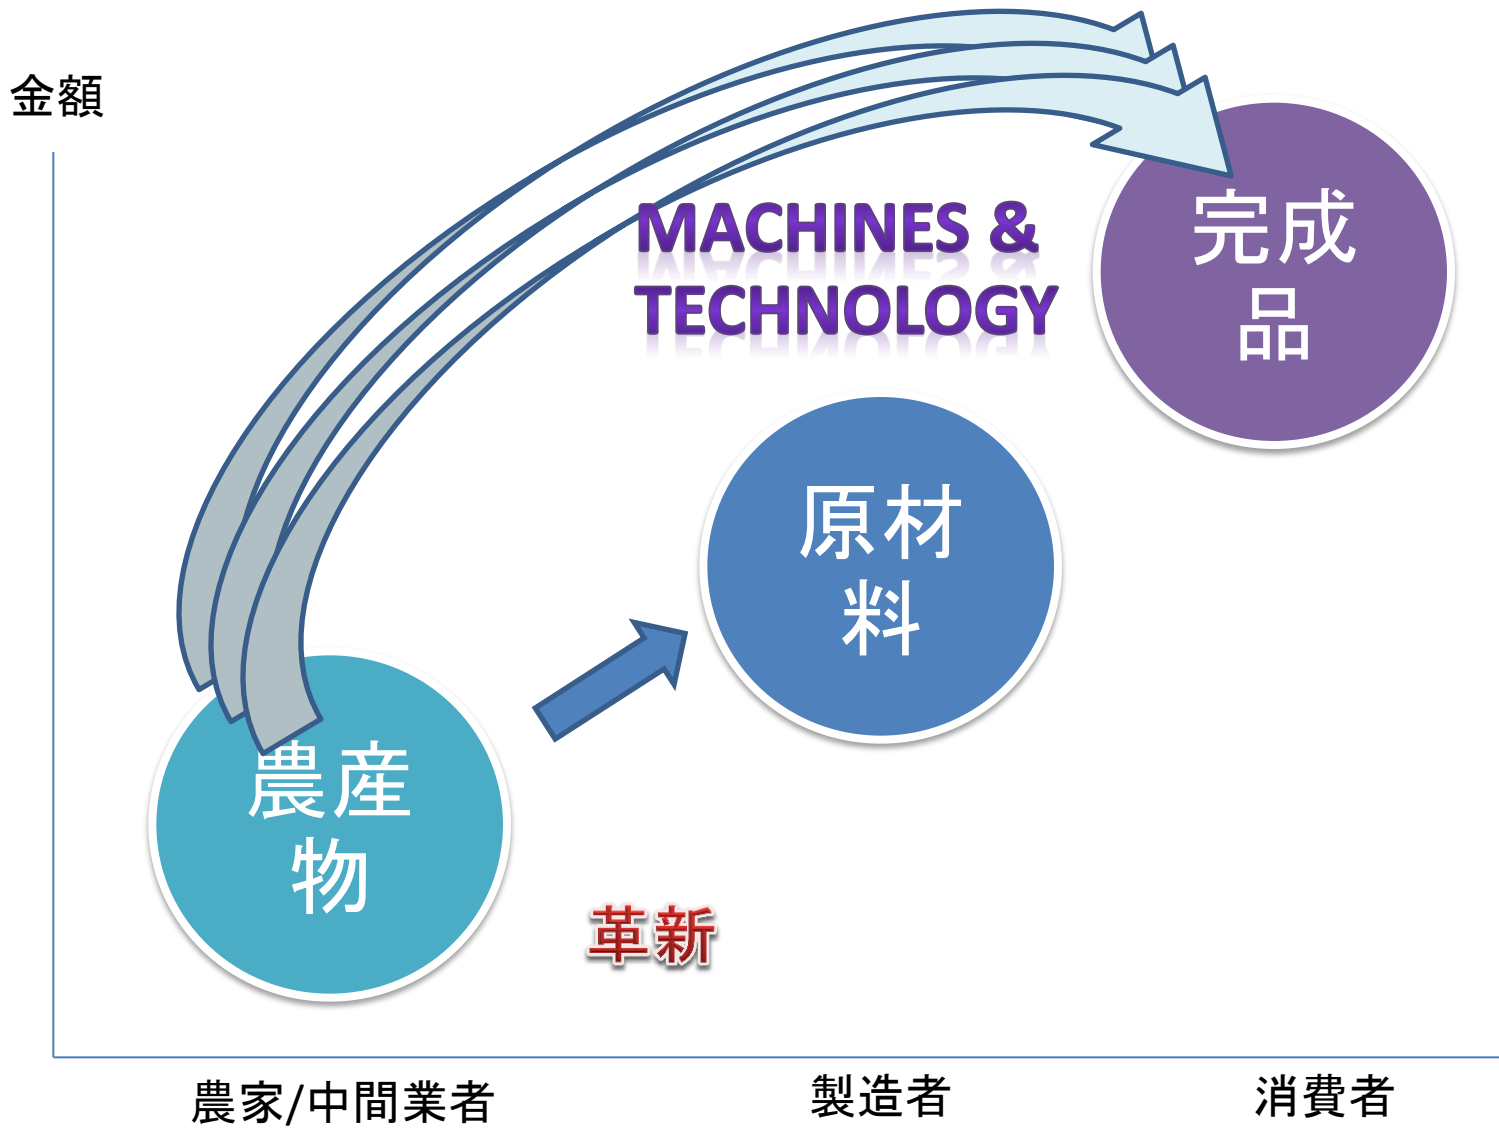 金額
MACHINES &
TECHNOLOGY
完成
品
原材
料
農産
物
革新
農家/中間業者
製造者
消費者